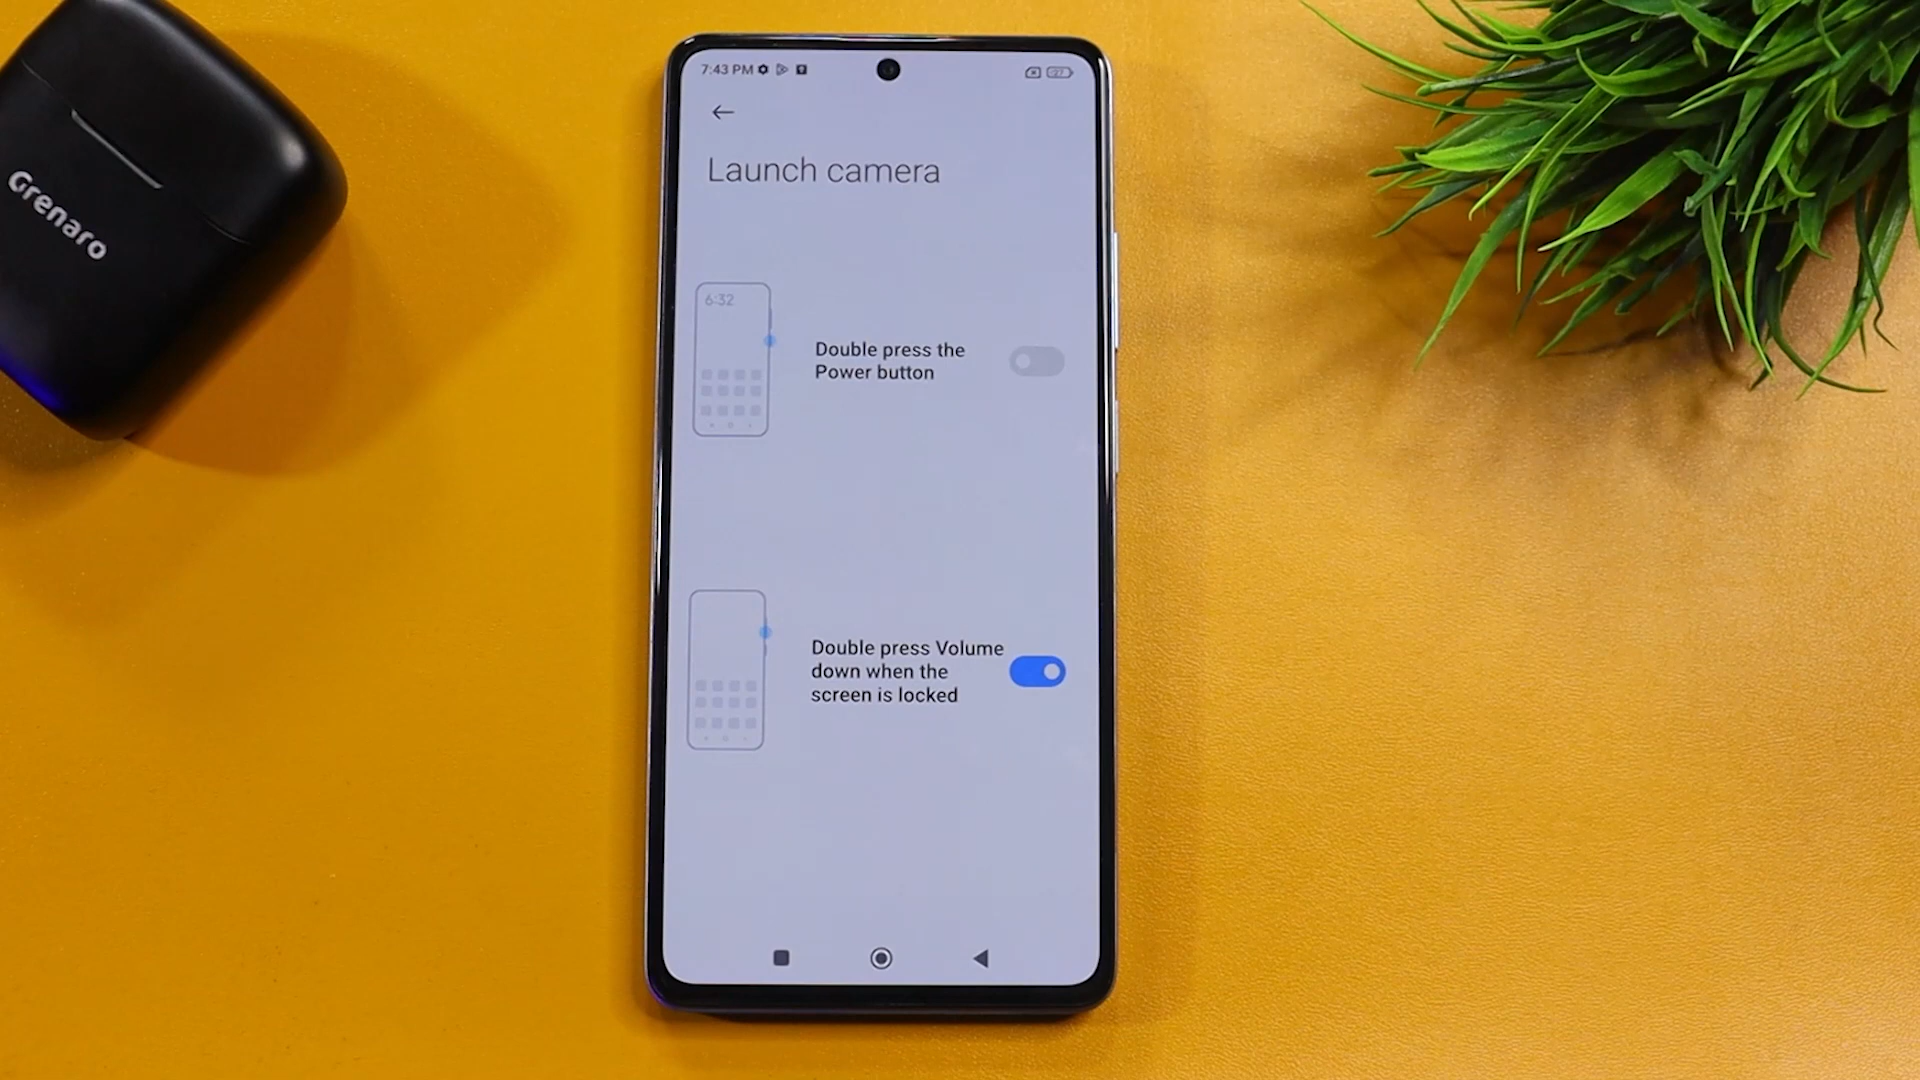 Grenaro
7:43 PM
Launch camera
6:32
Double press the
Power button
Double press Volume
down when the
screen is locked